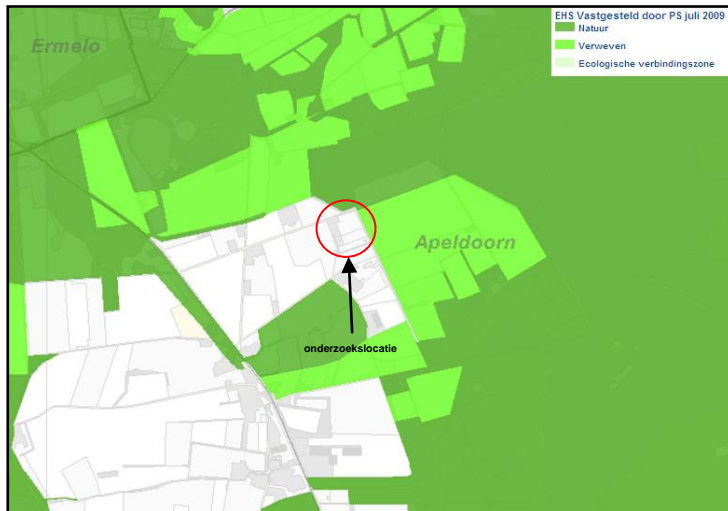 EHS Vastgesteld door PS juli 2009
Natuur
Verweven
Ecologische verbindingszone
Ermelo
Apeldoorn
onderzoekslocatie